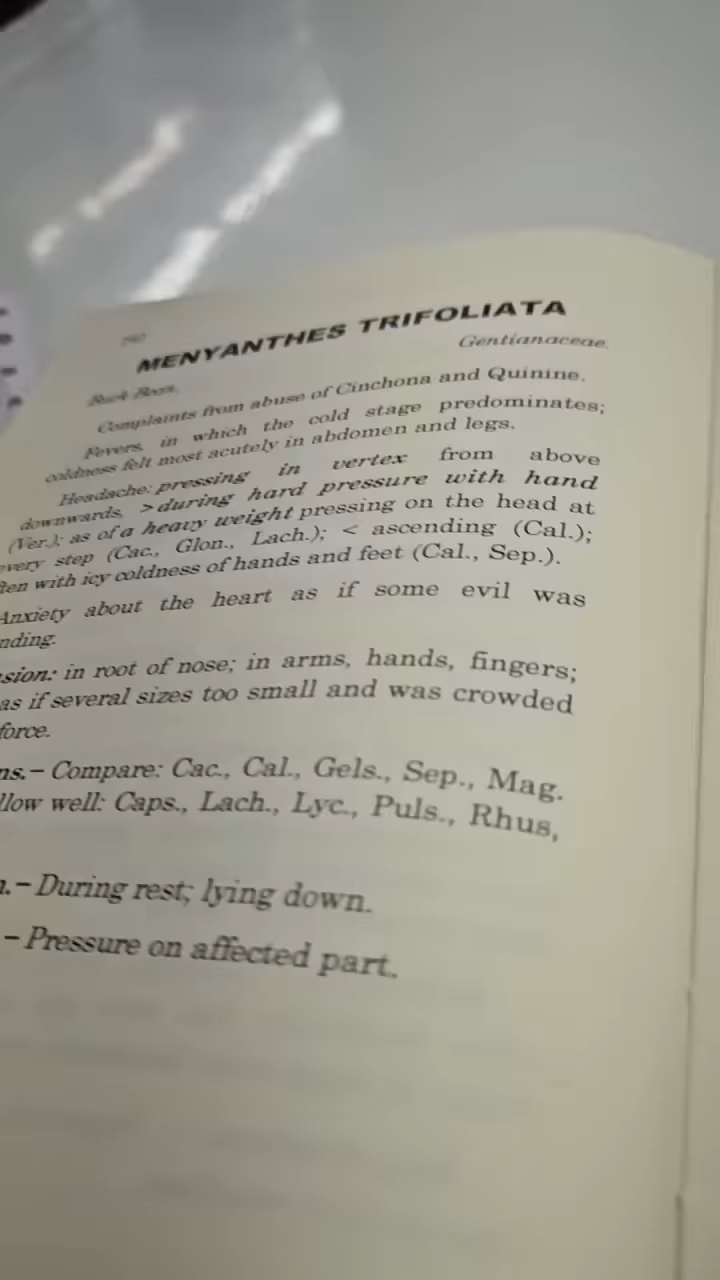 MENYANTHES TRIFOLIATA
Buck Bean. Gentianaceae.
Complaints from abuse of Cinchona and Quinine.
Fevers, in which the cold stage predominates;
coldness felt most acutely in abdomen and legs.
Headache: pressing in vertex from above
downwards, > during hard pressure with hand
(Ver.); as of a heavy weight pressing on the head at
every step (Cac., Glon., Lach.); < ascending (Cal.);
ten with icy coldness of hands and feet (Cal., Sep.).
Anxiety about the heart as if some evil was
nding.
sion: in root of nose; in arms, hands, fingers;
as if several sizes too small and was crowded
force.
ns.– Compare: Cac., Cal., Gels., Sep., Mag.
llow well: Caps., Lach., Lyc., Puls., Rhus,
n.– During rest; lying down.
– Pressure on affected part.